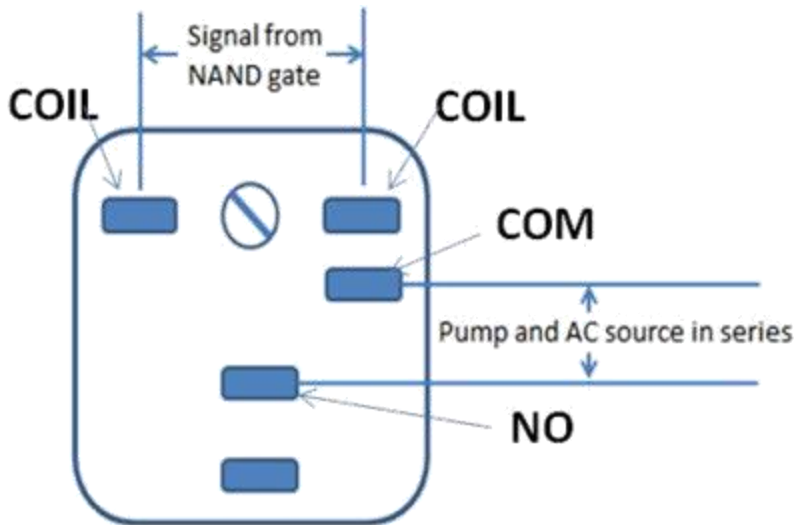 Signal from
NAND gate
COIL
COIL
COM
Pump and AC source in series
NO